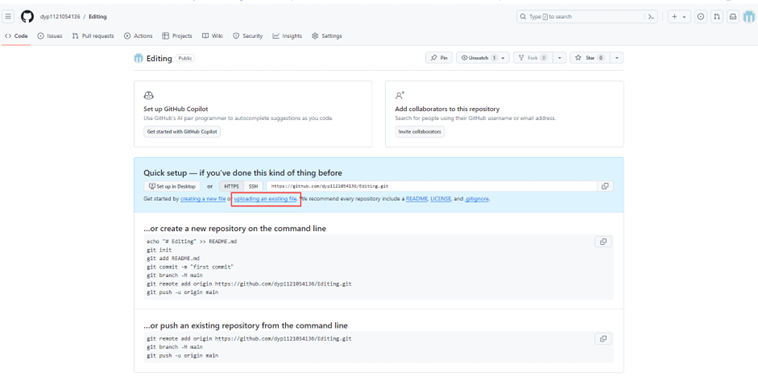 dyp1121054136 / Editing
Type / to search
Code Issues Pull requests Actions Projects Wiki Security Insights Settings
Editing Public
Pin Unwatch 1 Fork 0 Star 0
Set up GitHub Copilot
Use GitHub's AI pair programmer to autocomplete suggestions as you code.
Get started with GitHub Copilot
Add collaborators to this repository
Search for people using their GitHub username or email address.
Invite collaborators
Quick setup — if you've done this kind of thing before
Set up in Desktop or HTTPS SSH https://github.com/dyp1121054136/Editing.git
Get started by creating a new file or uploading an existing file. We recommend every repository include a README, LICENSE, and .gitignore.
...or create a new repository on the command line
echo "# Editing" >> README.md
git init
git add README.md
git commit -m "first commit"
git branch -M main
git remote add origin https://github.com/dyp1121054136/Editing.git
git push -u origin main
...or push an existing repository from the command line
git remote add origin https://github.com/dyp1121054136/Editing.git
git branch -M main
git push -u origin main